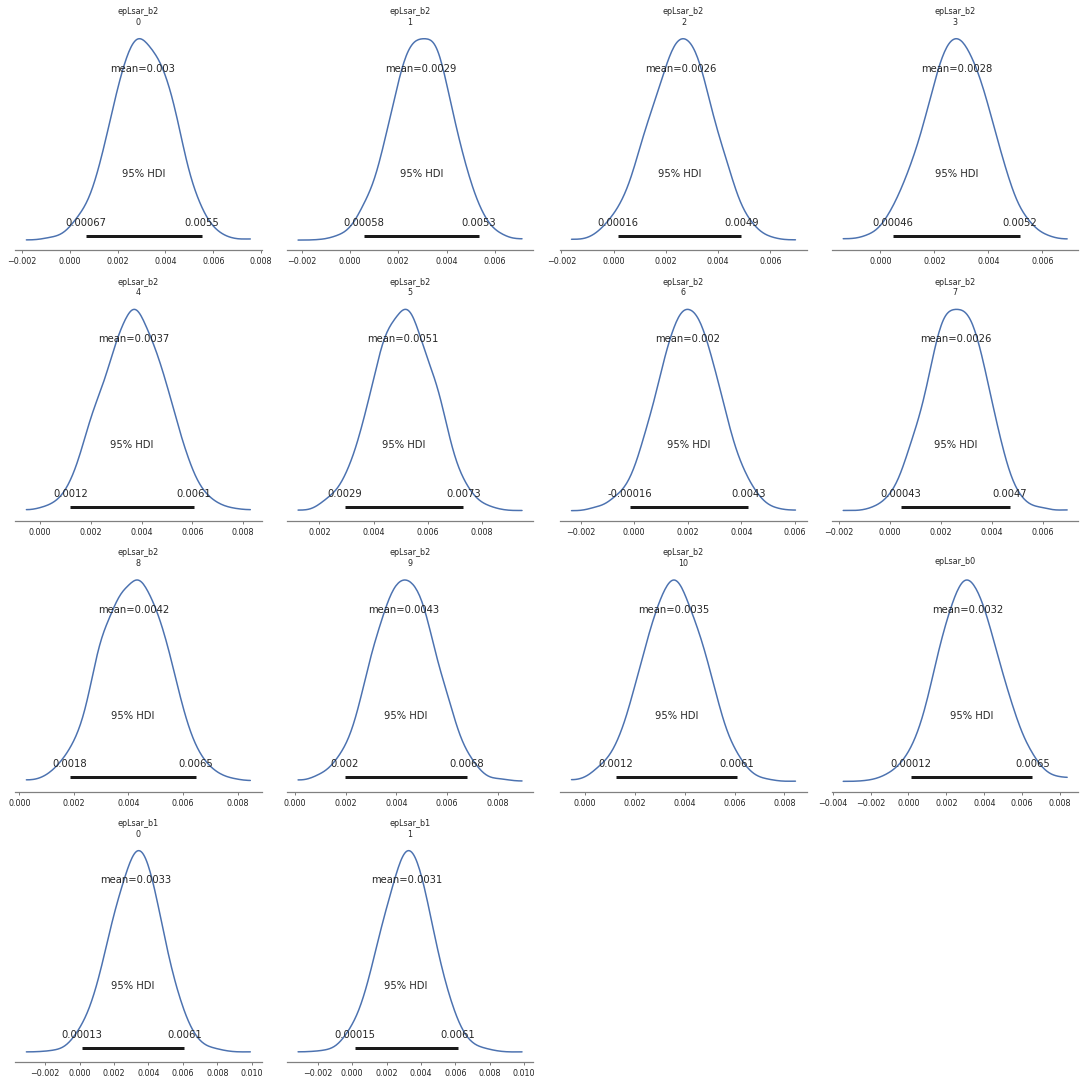 epLsar_b2
0
mean=0.003
95% HDI
0.00067
0.0055
−0.002 0.000 0.002 0.004 0.006 0.008
epLsar_b2
1
mean=0.0029
95% HDI
0.00058
0.0053
−0.002 0.000 0.002 0.004 0.006
epLsar_b2
2
mean=0.0026
95% HDI
0.00016
0.0049
−0.002 0.000 0.002 0.004 0.006
epLsar_b2
3
mean=0.0028
95% HDI
0.00046
0.0052
0.000 0.002 0.004 0.006
epLsar_b2
4
mean=0.0037
95% HDI
0.0012
0.0061
0.000 0.002 0.004 0.006 0.008
epLsar_b2
5
mean=0.0051
95% HDI
0.0029
0.0073
0.002 0.004 0.006 0.008
epLsar_b2
6
mean=0.002
95% HDI
-0.00016
0.0043
−0.002 0.000 0.002 0.004 0.006
epLsar_b2
7
mean=0.0026
95% HDI
0.00043
0.0047
−0.002 0.000 0.002 0.004 0.006
epLsar_b2
8
mean=0.0042
95% HDI
0.0018
0.0065
0.000 0.002 0.004 0.006 0.008
epLsar_b2
9
mean=0.0043
95% HDI
0.002
0.0068
0.000 0.002 0.004 0.006 0.008
epLsar_b2
10
mean=0.0035
95% HDI
0.0012
0.0061
0.000 0.002 0.004 0.006 0.008
epLsar_b0
mean=0.0032
95% HDI
0.00012
0.0065
−0.004 −0.002 0.000 0.002 0.004 0.006 0.008
epLsar_b1
0
mean=0.0033
95% HDI
0.00013
0.0061
−0.002 0.000 0.002 0.004 0.006 0.008 0.010
epLsar_b1
1
mean=0.0031
95% HDI
0.00015
0.0061
−0.002 0.000 0.002 0.004 0.006 0.008 0.010